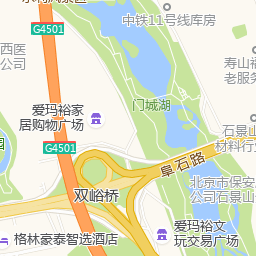 中铁11号线库房
G4501
西医
公司
寿山福
老服务
爱玛裕家
居购物广场
门城湖
石景山
材料行
G4501
阜石路
双峪桥
北京市保安
公司石景山
爱玛裕文
玩交易广场
格林豪泰智选酒店